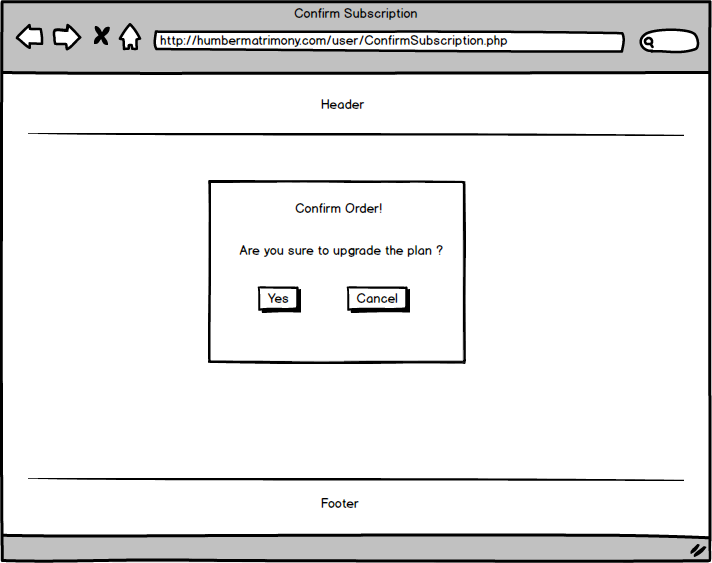 Confirm Subscription
http://humbermatrimony.com/user/ConfirmSubscription.php
Header
Confirm Order!
Are you sure to upgrade the plan ?
Yes Cancel
Footer